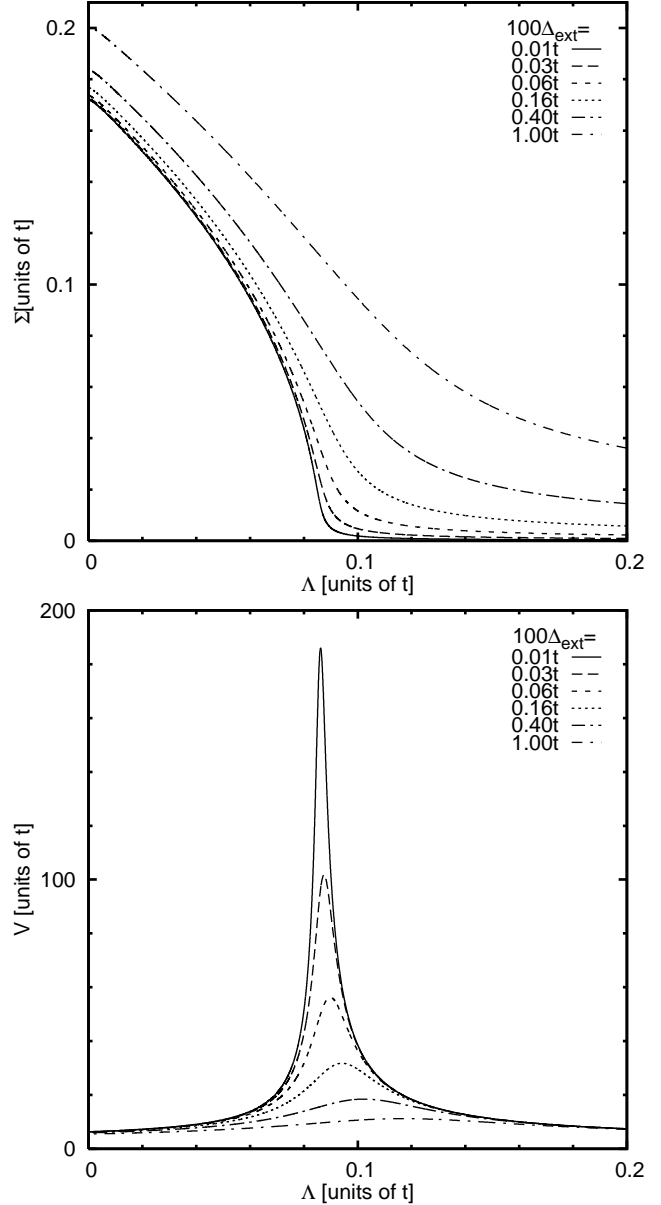 0.2
0.1
0
Σ[units of t]
100Δext=
0.01t
0.03t
0.06t
0.16t
0.40t
1.00t
0 0.1 0.2
Λ [units of t]
200
100
0
V [units of t]
100Δext=
0.01t
0.03t
0.06t
0.16t
0.40t
1.00t
0 0.1 0.2
Λ [units of t]